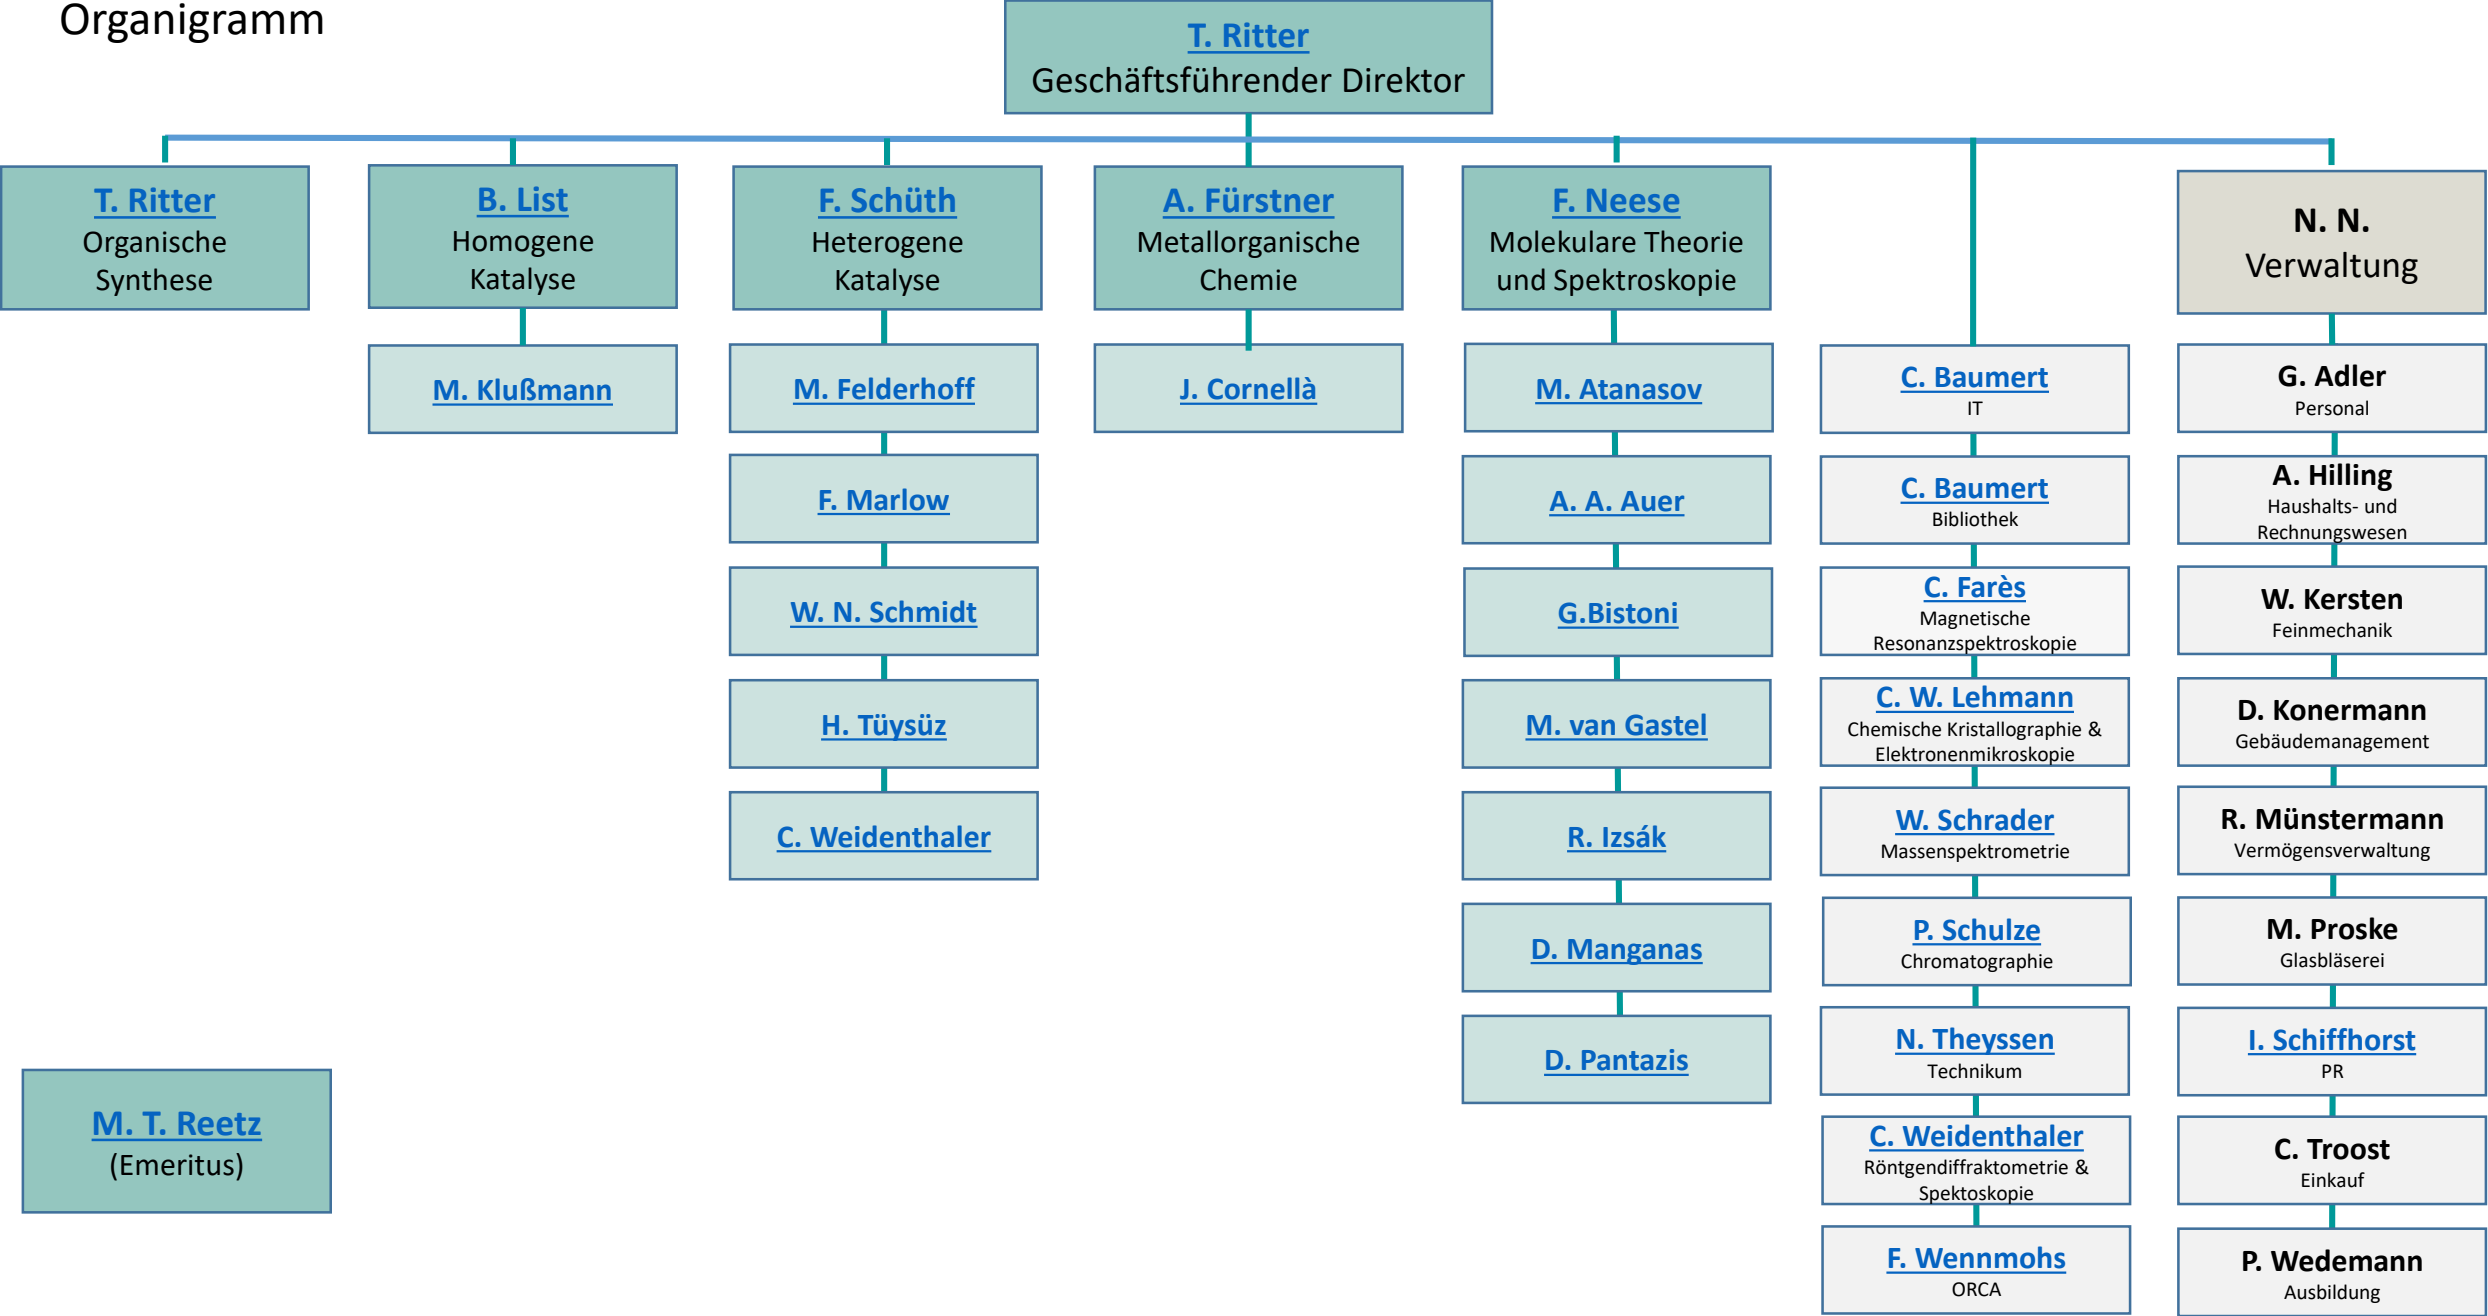 Organigramm
T. Ritter
Geschäftsführender Direktor
T. Ritter
Organische
Synthese
B. List
Homogene
Katalyse
F. Schüth
Heterogene
Katalyse
A. Fürstner
Metallorganische
Chemie
F. Neese
Molekulare Theorie
und Spektroskopie
N. N.
Verwaltung
M. Klußmann
M. Felderhoff
F. Marlow
W. N. Schmidt
H. Tüysüz
C. Weidenthaler
J. Cornellà
M. Atanasov
A. A. Auer
G.Bistoni
M. van Gastel
R. Izsák
D. Manganas
D. Pantazis
C. Baumert
IT
C. Baumert
Bibliothek
C. Farès
Magnetische
Resonanzspektroskopie
C. W. Lehmann
Chemische Kristallographie &
Elektronenmikroskopie
W. Schrader
Massenspektrometrie
P. Schulze
Chromatographie
N. Theyssen
Technikum
C. Weidenthaler
Röntgendiffraktometrie &
Spektoskopie
F. Wennmohs
ORCA
G. Adler
Personal
A. Hilling
Haushalts- und
Rechnungswesen
W. Kersten
Feinmechanik
D. Konermann
Gebäudemanagement
R. Münstermann
Vermögensverwaltung
M. Proske
Glasbläserei
I. Schiffhorst
PR
C. Troost
Einkauf
P. Wedemann
Ausbildung
M. T. Reetz
(Emeritus)